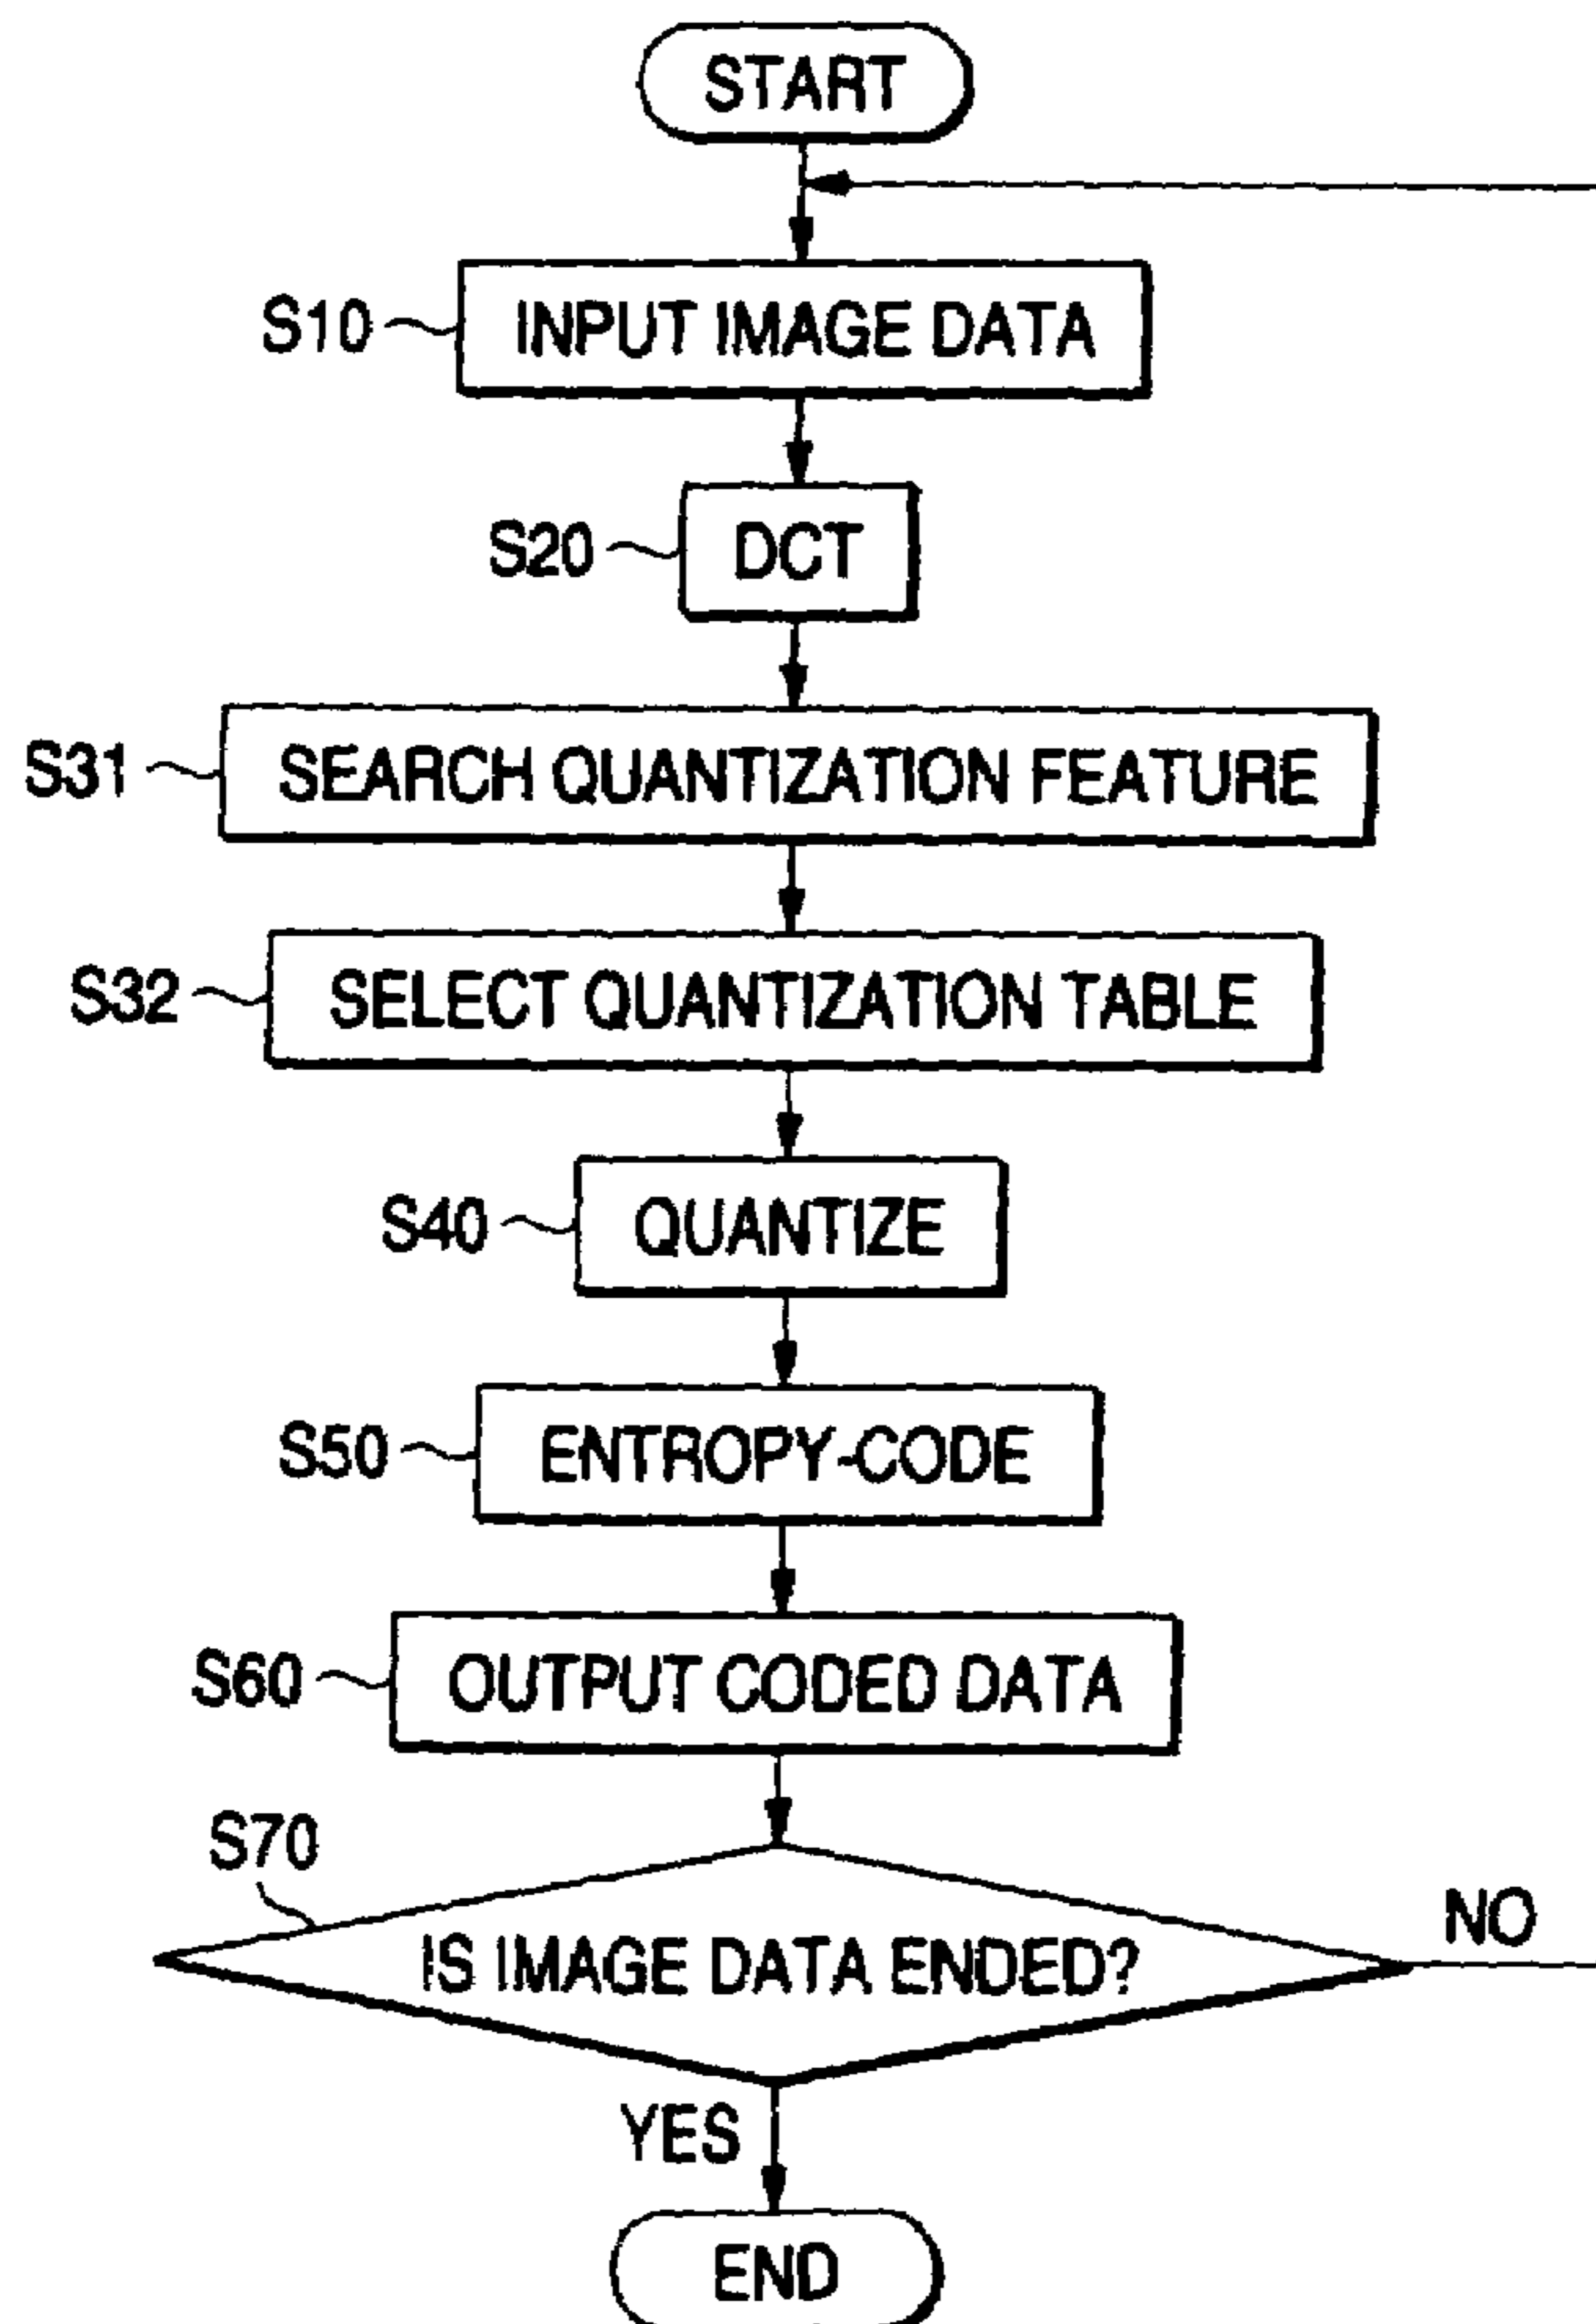 START
S10 INPUT IMAGE DATA
S20 DCT
S31 SEARCH QUANTIZATION FEATURE
S32 SELECT QUANTIZATION TABLE
S40 QUANTIZE
S50 ENTROPY-CODE
S60 OUTPUT CODED DATA
S70
IS IMAGE DATA ENDED?
NO
YES
END